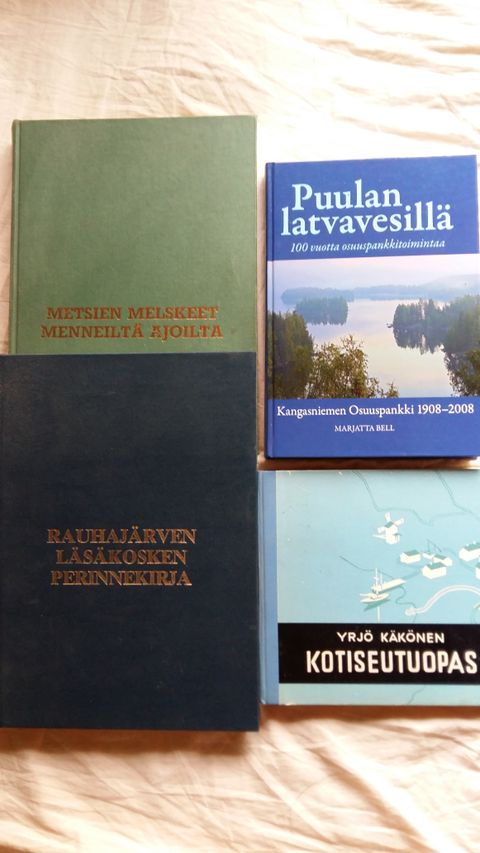 METSIEN MELSKEET
MENNEILTÄ AJOILTA
Puulan
latvavesillä
100 vuotta osuuspankkitoimintaa
Kangasniemen Osuuspankki 1908–2008
MARJATTA BELL
RAUHAJÄRVEN
LÄSÄKOSKEN
PERINNEKIRJA
YRJÖ KÄKÖNEN
KOTISEUTUOPAS